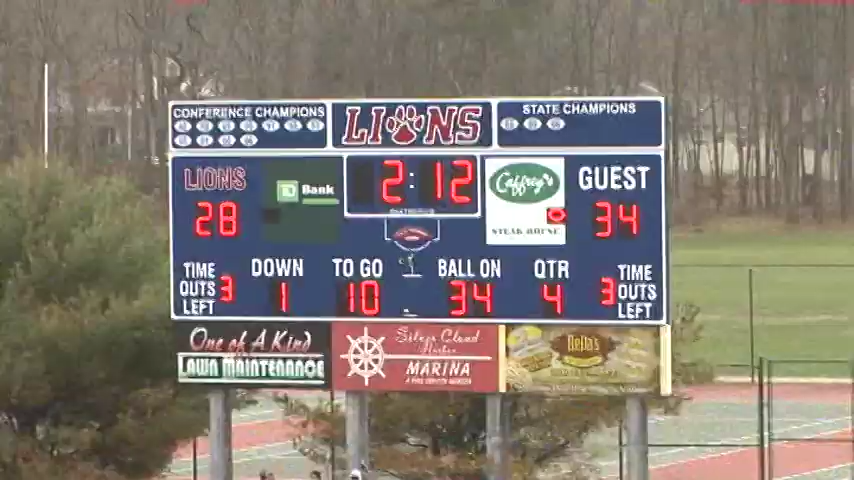 CONFERENCE CHAMPIONS
LIONS
STATE CHAMPIONS
LIONS
TD Bank
2:12
Caffrey's
STEAK HOUSE
GUEST
28
34
TIME OUTS LEFT 3
DOWN
1
TO GO
10
BALL ON
34
QTR
4
3 TIME OUTS LEFT
One of A Kind
LAWN MAINTENANCE
Silver Cloud
Harbor
MARINA
Bella's